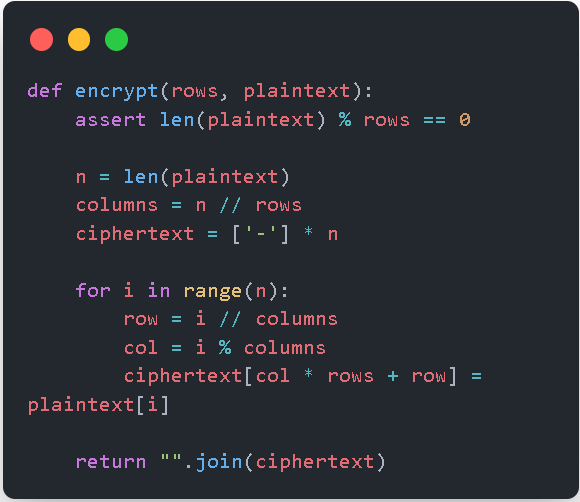 def encrypt(rows, plaintext):
    assert len(plaintext) % rows == 0

    n = len(plaintext)
    columns = n // rows
    ciphertext = ['-'] * n

    for i in range(n):
        row = i // columns
        col = i % columns
        ciphertext[col * rows + row] =
plaintext[i]

    return "".join(ciphertext)